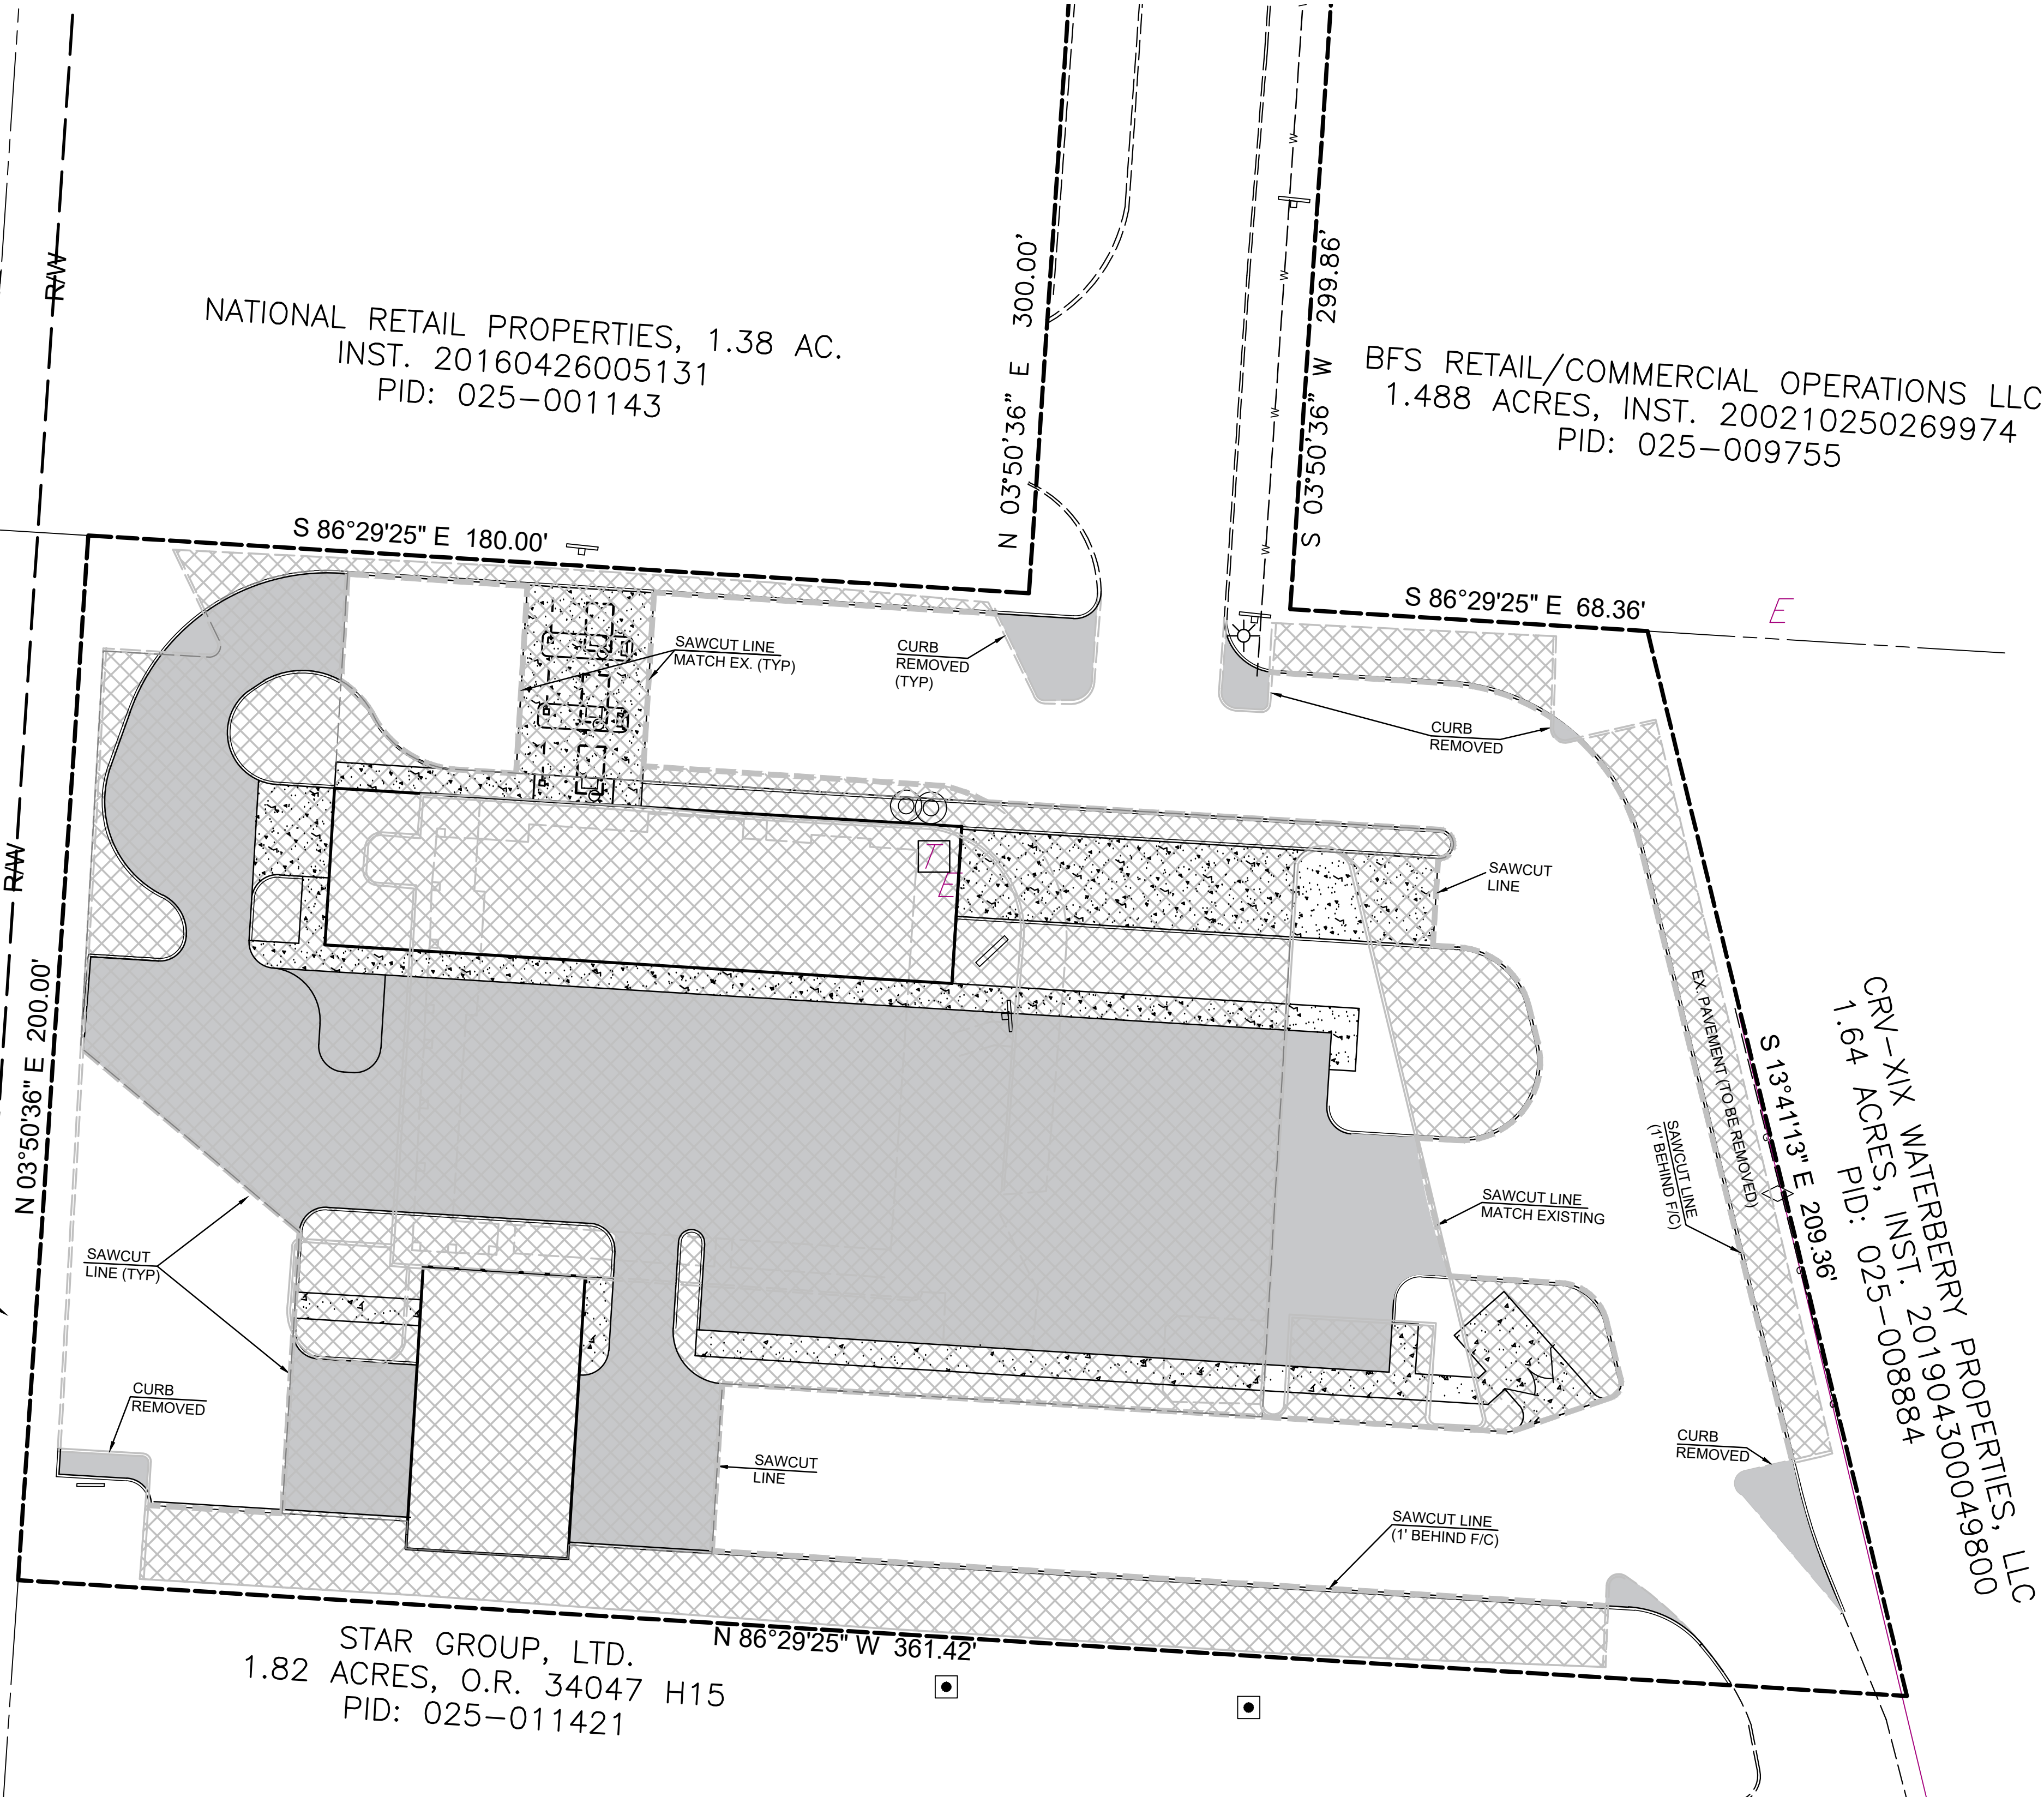 R/W
W
W
N 03°50'36" E 300.00'
S 03°50'36" W 299.86'
NATIONAL RETAIL PROPERTIES, 1.38 AC.
INST. 201604260051​31
PID: 025-001143
BFS RETAIL/COMMERCIAL OPERATIONS LLC
1.488 ACRES, INST. 200210250269974
PID: 025-009755
W
W
S 86°29'25" E 180.00'
S 86°29'25" E 68.36'
E
SAWCUT LINE
MATCH EX. (TYP)
CURB
REMOVED
(TYP)
CURB
REMOVED
T
E
SAWCUT
LINE
R/W
N 03°50'36" E 200.00'
EX. PAVEMENT (TO BE REMOVED)
SAWCUT LINE
(1' BEHIND F/C)
S 13°41'13" E 209.36'
CRV-XIX WATERBERRY PROPERTIES, LLC
1.64 ACRES, INST. 201904300049800
PID: 025-008884
SAWCUT LINE
MATCH EXISTING
SAWCUT
LINE (TYP)
CURB
REMOVED
SAWCUT
LINE
CURB
REMOVED
SAWCUT LINE
(1' BEHIND F/C)
N 86°29'25" W 361.42'
STAR GROUP, LTD.
1.82 ACRES, O.R. 34047 H15
PID: 025-011421